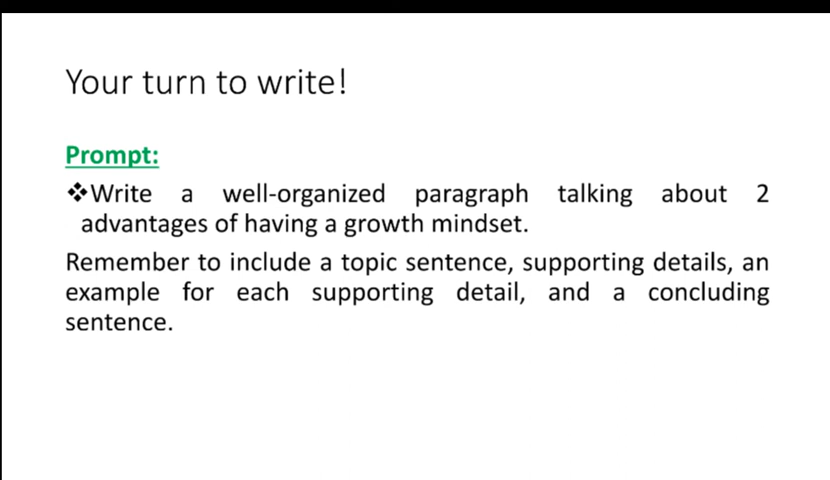 Your turn to write!
Prompt:
❖Write a well-organized paragraph talking about 2
advantages of having a growth mindset.
Remember to include a topic sentence, supporting details, an
example for each supporting detail, and a concluding
sentence.